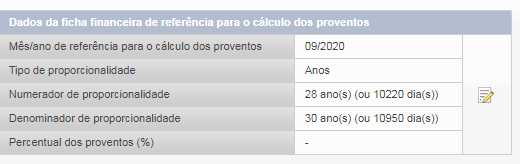 Dados da ficha financeira de referência para o cálculo dos proventos
Mês/ano de referência para o cálculo dos proventos 09/2020
Tipo de proporcionalidade Anos
Numerador de proporcionalidade 28 ano(s) (ou 10220 dia(s))
Denominador de proporcionalidade 30 ano(s) (ou 10950 dia(s))
Percentual dos proventos (%) -